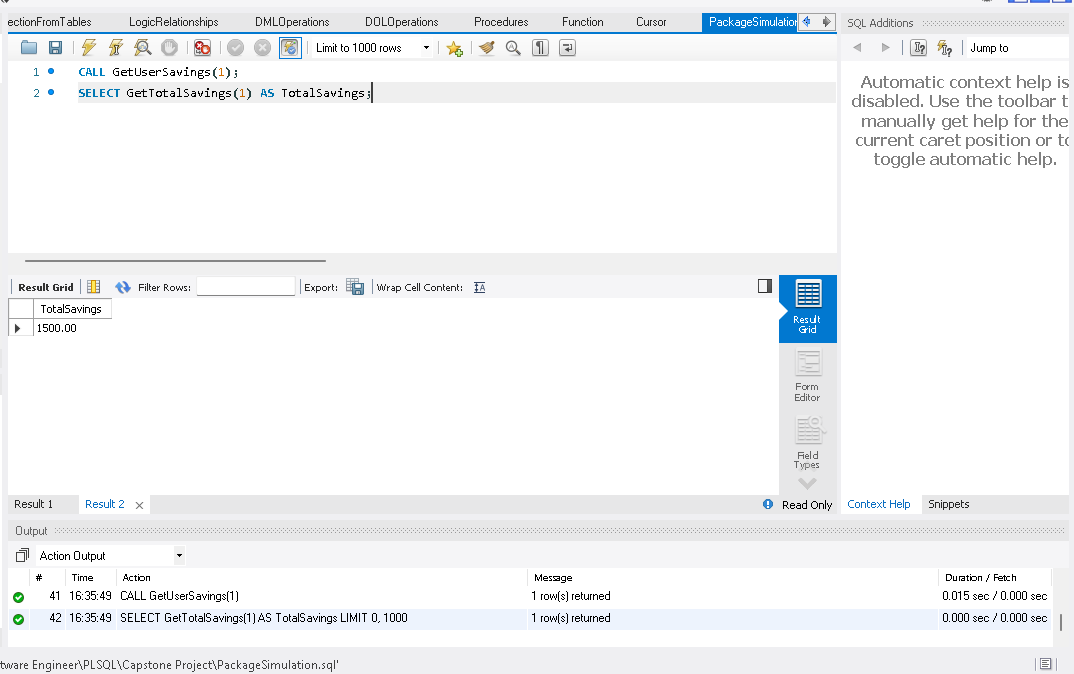 ectionFromTables LogicRelationships DMLOperations DOLOperations Procedures Function Cursor PackageSimulation
SQL Additions
Limit to 1000 rows
Jump to
1 CALL GetUserSavings(1);
2 SELECT GetTotalSavings(1) AS TotalSavings;
Automatic context help is
disabled. Use the toolbar t
manually get help for the
current caret position or to
toggle automatic help.
Result Grid Filter Rows: Export: Wrap Cell Content:
TotalSavings
1500.00
Result
Grid
Form
Editor
Field
Types
Result 1 Result 2 Read Only
Context Help Snippets
Output
Action Output
# Time Action Message Duration / Fetch
41 16:35:49 CALL GetUserSavings(1) 1 row(s) returned 0.015 sec / 0.000 sec
42 16:35:49 SELECT GetTotalSavings(1) AS TotalSavings LIMIT 0, 1000 1 row(s) returned 0.000 sec / 0.000 sec
tware Engineer\PLSQL\Capstone Project\PackageSimulation.sql'